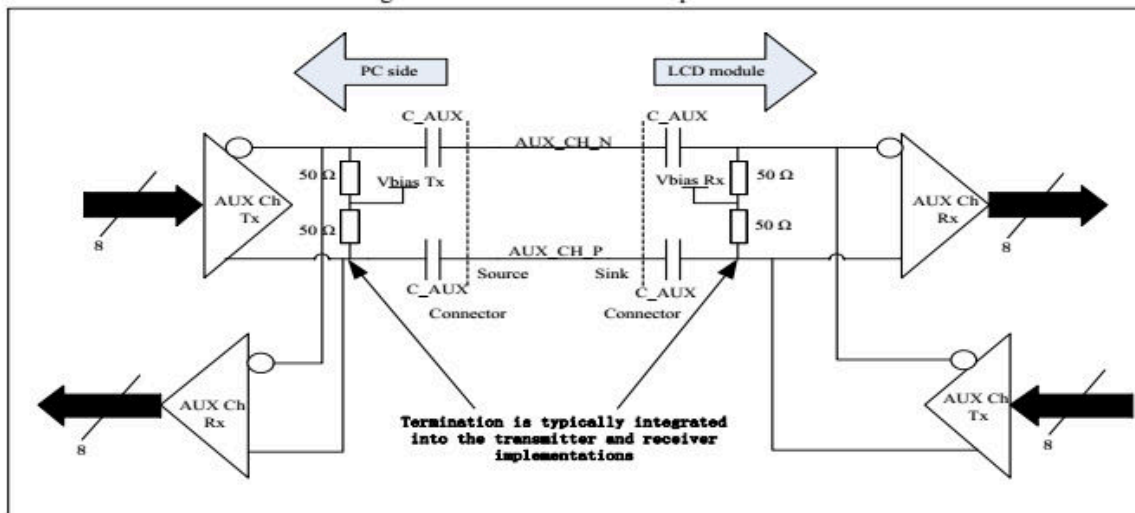 PC side
LCD module
C_AUX
C_AUX
AUX_CH_N
50 Ω
Vbias Tx
Vbias Rx
50 Ω
AUX Ch
Tx
AUX Ch
Rx
50 Ω
50 Ω
8
8
AUX_CH_P
Source
Sink
C_AUX
C_AUX
Connector
Connector
AUX Ch
Rx
AUX Ch
Tx
Termination is typically integrated
into the transmitter and receiver
implementations
8
8